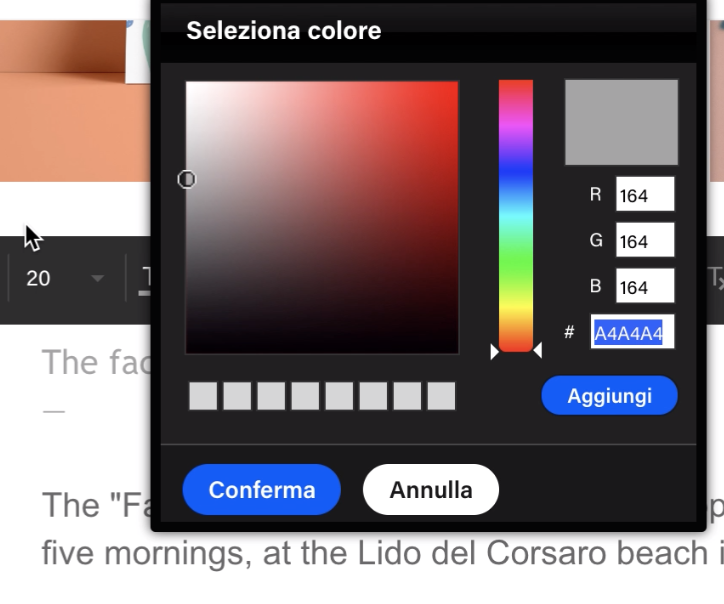 Seleziona colore
R 164
G 164
B 164
# A4A4A4
Aggiungi
Conferma Annulla
20
The fac
—
The "Fa
five mornings, at the Lido del Corsaro beach i